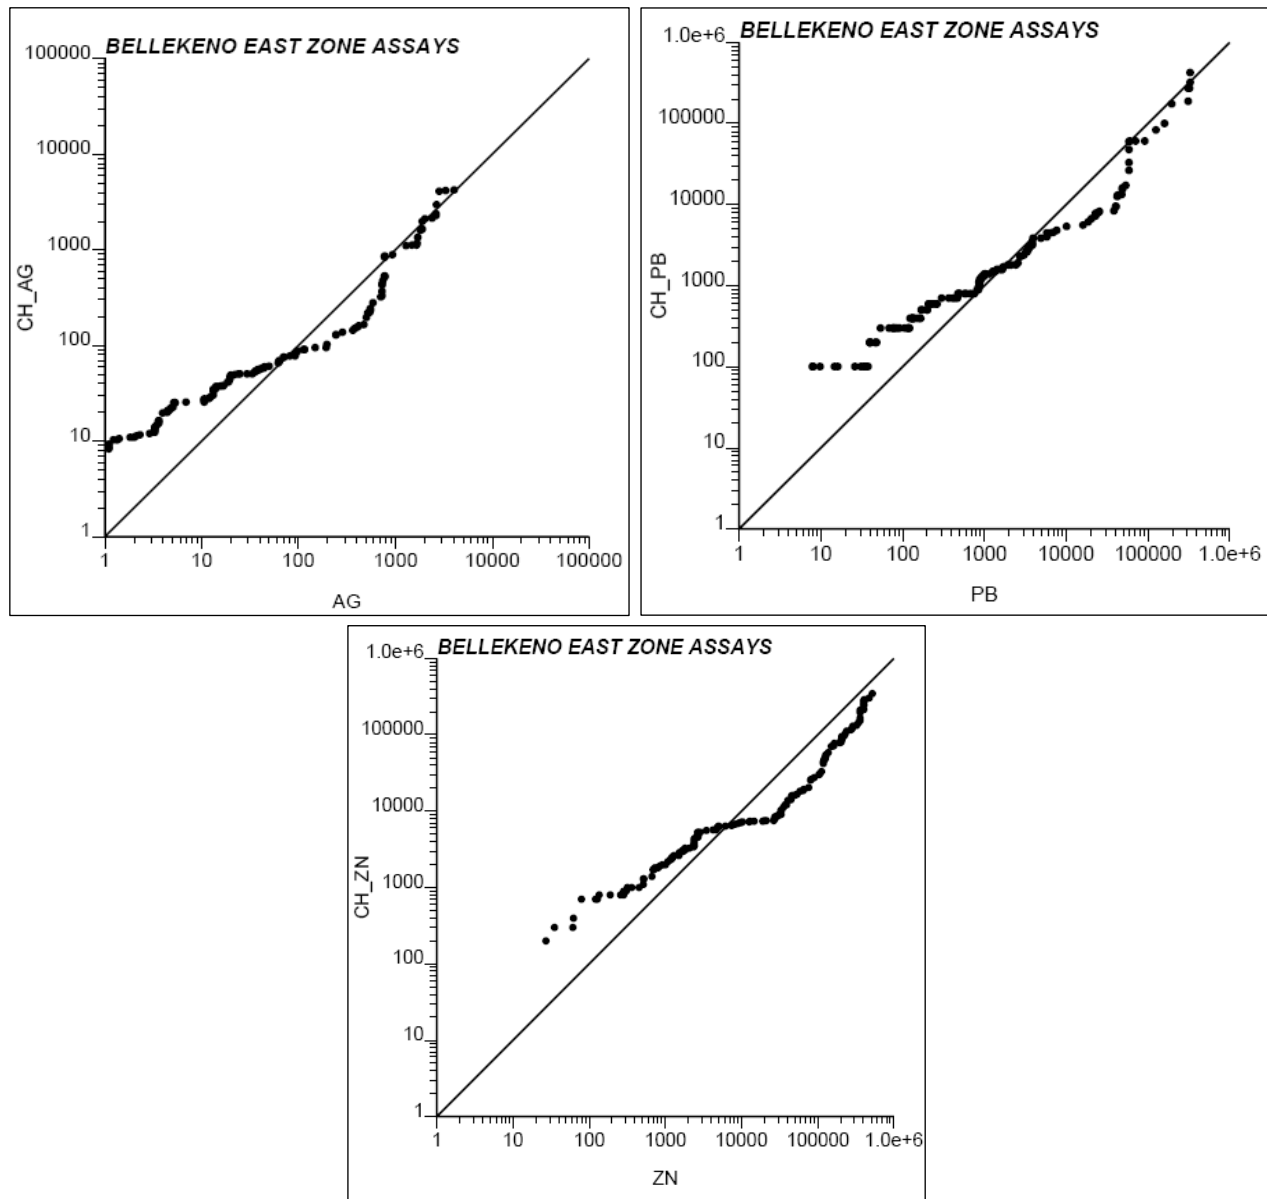 BELLEKENO EAST ZONE ASSAYS
100000
10000
1000
100
10
1
CH_AG
1 10 100 1000 10000 100000
AG
BELLEKENO EAST ZONE ASSAYS
1.0e+6
100000
10000
1000
100
10
1
CH_PB
1 10 100 1000 10000 100000 1.0e+6
PB
BELLEKENO EAST ZONE ASSAYS
1.0e+6
100000
10000
1000
100
10
1
CH_ZN
1 10 100 1000 10000 100000 1.0e+6
ZN